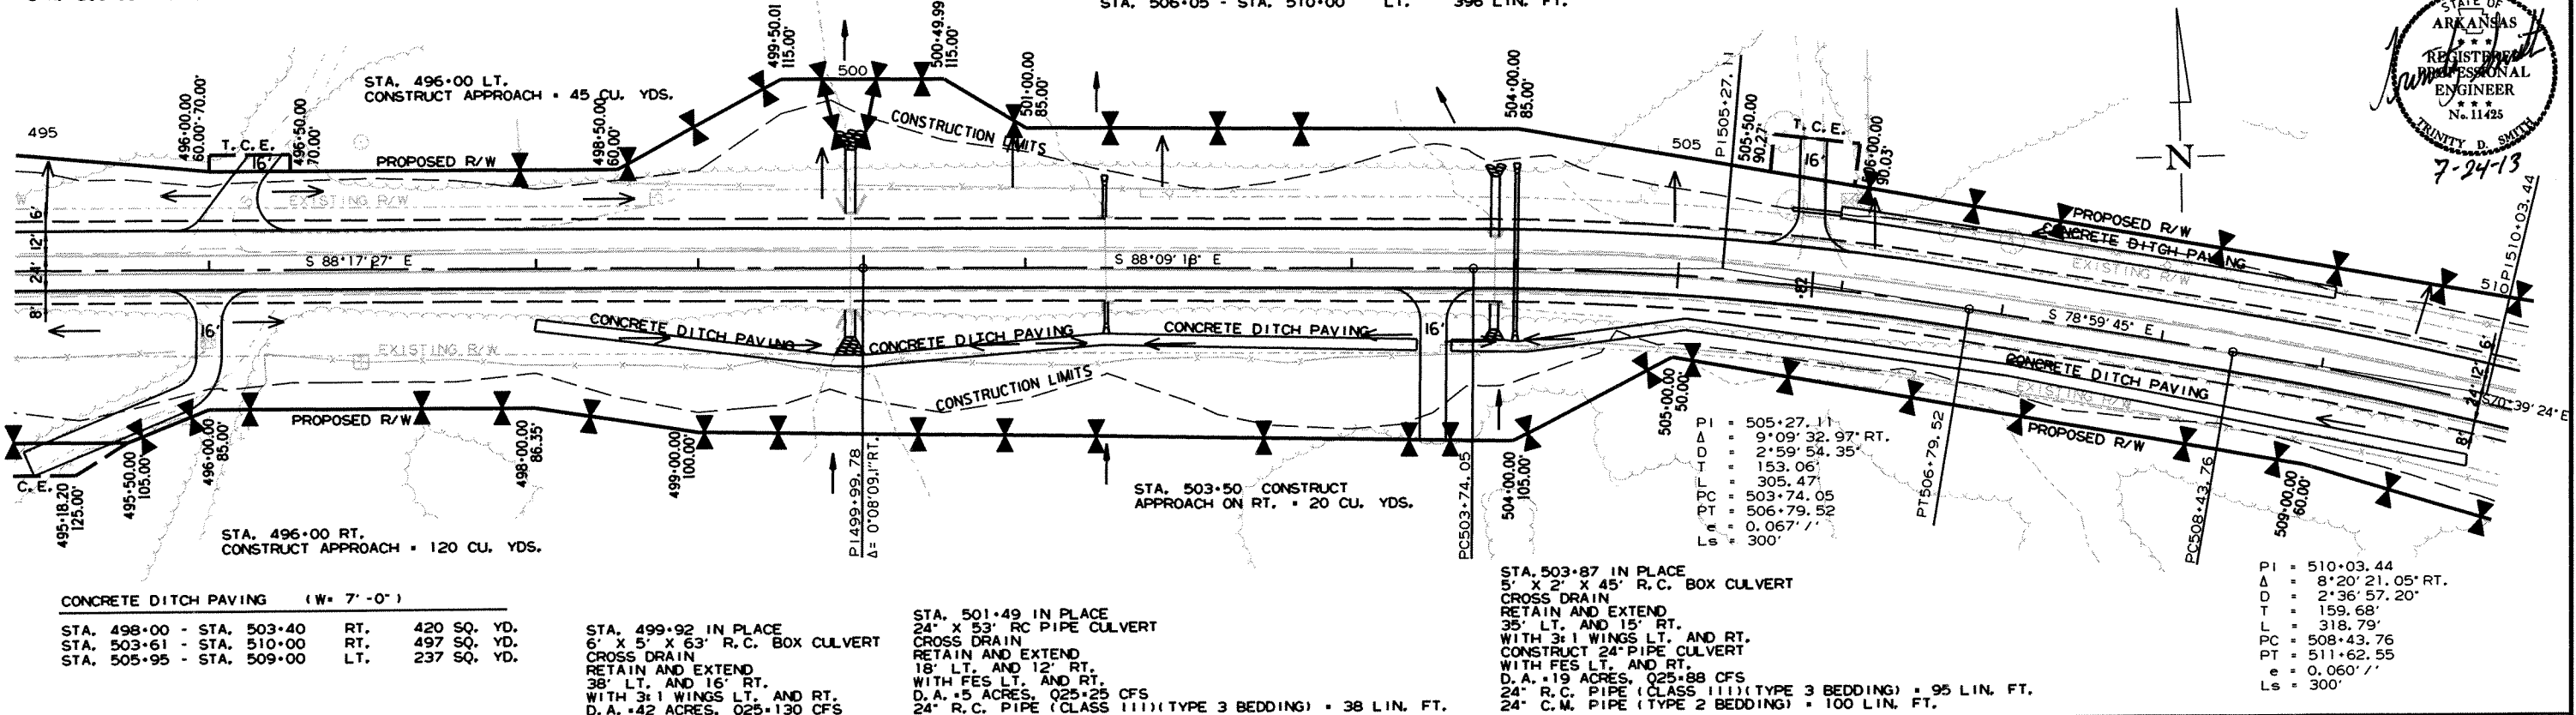 STA. 506+05 - STA. 510+00 LT. 396 LIN. FT.
STATE OF
ARKANSAS
REGISTERED
PROFESSIONAL
ENGINEER
No. 11425
TRINITY D. SMITH
7-24-13
STA. 496+00 LT.
CONSTRUCT APPROACH = 45 CU. YDS.
499+50.01
115.00'
500
500+49.99
115.00'
501+00.00
85.00'
504+00.00
85.00'
PI505+27.
505+50.00
90.27'
T.C.E.
16'
506+00.00
90.03'
N
495
496+00.00
60.00'-70.00'
T.C.E.
16'
496+50.00
70.00'
PROPOSED R/W
498+50.00
60.00'
CONSTRUCTION LIMITS
505
PROPOSED R/W
CONCRETE DITCH PAVING
EXISTING R/W
510
PI510+03.44
EXISTING R/W
16'
12'
24'
8'
S 88°17'27" E
S 88°09'18" E
.82
S 78°59'45" E
16'
CONCRETE DITCH PAVING
CONCRETE DITCH PAVING
CONCRETE DITCH PAVING
16'
EXISTING R/W
CONCRETE DITCH PAVING
EXISTING R/W
6'
12'
24'
8'
S70°39'24"E
CONSTRUCTION LIMITS
PROPOSED R/W
PROPOSED R/W
C.E.
495+18.20
125.00'
495+50.00
105.00'
496+00.00
85.00'
498+00.00
86.35'
499+00.00
100.00'
PI499+99.78
Δ= 0°08'09.1"RT.
PC503+74.05
504+00.00
105.00'
505+00.00
50.00'
PT506+79.52
PC508+43.76
509+00.00
60.00'
STA. 496+00 RT.
CONSTRUCT APPROACH = 120 CU. YDS.
STA. 503+50 CONSTRUCT
APPROACH ON RT. = 20 CU. YDS.
PI = 505+27.11
Δ = 9°09'32.97"RT.
D = 2°59'54.35"
T = 153.06'
L = 305.47'
PC = 503+74.05
PT = 506+79.52
e = 0.067'/'
Ls = 300'
CONCRETE DITCH PAVING (W= 7'-0")
STA. 498+00 - STA. 503+40 RT. 420 SQ. YD.
STA. 503+61 - STA. 510+00 RT. 497 SQ. YD.
STA. 505+95 - STA. 509+00 LT. 237 SQ. YD.
STA. 499+92 IN PLACE
6' X 5' X 63' R.C. BOX CULVERT
CROSS DRAIN
RETAIN AND EXTEND
38' LT. AND 16' RT.
WITH 3:1 WINGS LT. AND RT.
D.A.=42 ACRES, Q25=130 CFS
STA. 501+49 IN PLACE
24" X 53' RC PIPE CULVERT
CROSS DRAIN
RETAIN AND EXTEND
18' LT. AND 12' RT.
WITH FES LT. AND RT.
D.A.=5 ACRES, Q25=25 CFS
24" R.C. PIPE (CLASS III)(TYPE 3 BEDDING) = 38 LIN. FT.
STA. 503+87 IN PLACE
5' X 2' X 45' R.C. BOX CULVERT
CROSS DRAIN
RETAIN AND EXTEND
35' LT. AND 15' RT.
WITH 3:1 WINGS LT. AND RT.
CONSTRUCT 24" PIPE CULVERT
WITH FES LT. AND RT.
D.A.=19 ACRES, Q25=88 CFS
24" R.C. PIPE (CLASS III)(TYPE 3 BEDDING) = 95 LIN. FT.
24" C.M. PIPE (TYPE 2 BEDDING) = 100 LIN. FT.
PI = 510+03.44
Δ = 8°20'21.05"RT.
D = 2°36'57.20"
T = 159.68'
L = 318.79'
PC = 508+43.76
PT = 511+62.55
e = 0.060'/'
Ls = 300'